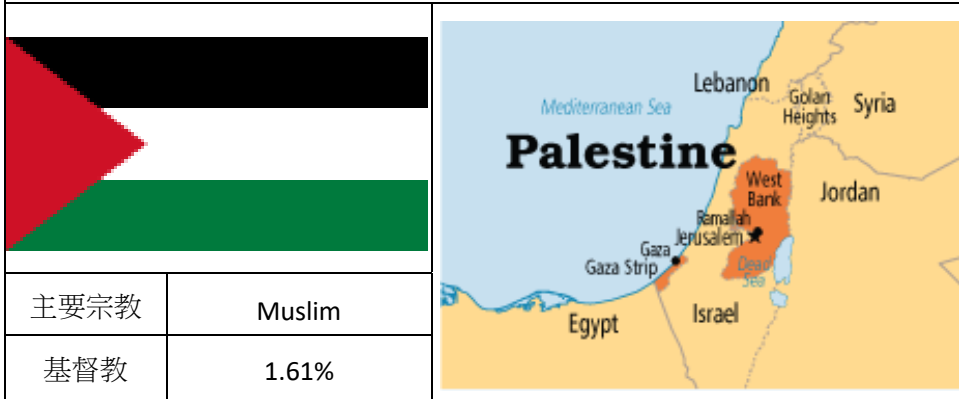 Lebanon
Golan
Heights
Syria
Mediterranean Sea
Palestine
West
Bank
Jordan
Ramallah
Jerusalem
Gaza
Gaza Strip
Dead
Sea
Israel
Egypt
主要宗教 Muslim
基督教 1.61%